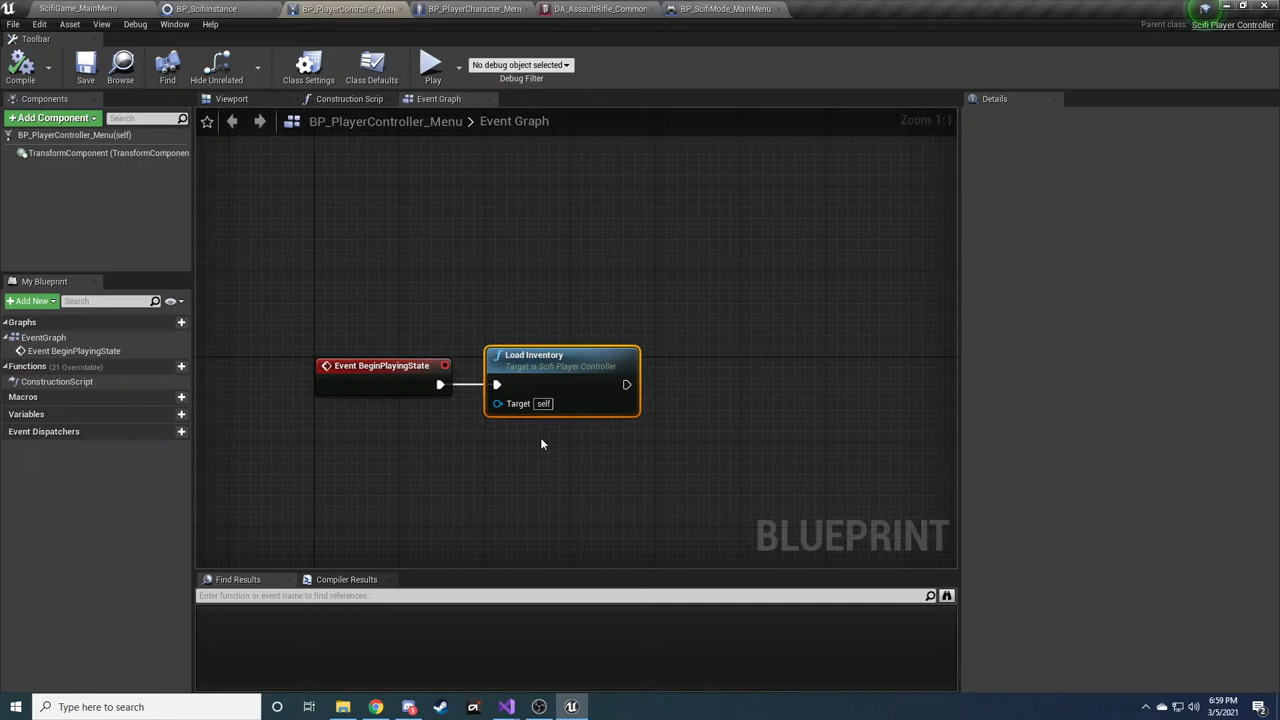 ScifiGame_MainMenu
BP_ScifiInstance
BP_PlayerController_Menu
BP_PlayerCharacter_Menu
DA_AssaultRifle_Common
BP_ScifiMode_MainMenu
File Edit Asset View Debug Window Help
Parent class: Scifi Player Controller
Toolbar
Compile
Save
Browse
Find
Hide Unrelated
Class Settings
Class Defaults
Play
No debug object selected
Debug Filter
Components
+Add Component
Search
BP_PlayerController_Menu(self)
TransformComponent (TransformComponen
My Blueprint
+Add New
Search
Graphs
EventGraph
Event BeginPlayingState
Functions (21 Overridable)
ConstructionScript
Macros
Variables
Event Dispatchers
Viewport
Construction Scrip
Event Graph
BP_PlayerController_Menu > Event Graph
Zoom 1:1
Event BeginPlayingState
Load Inventory
Target is Scifi Player Controller
Target self
BLUEPRINT
Find Results
Compiler Results
Enter function or event name to find references...
Details
Type here to search
6:59 PM
3/5/2021
2